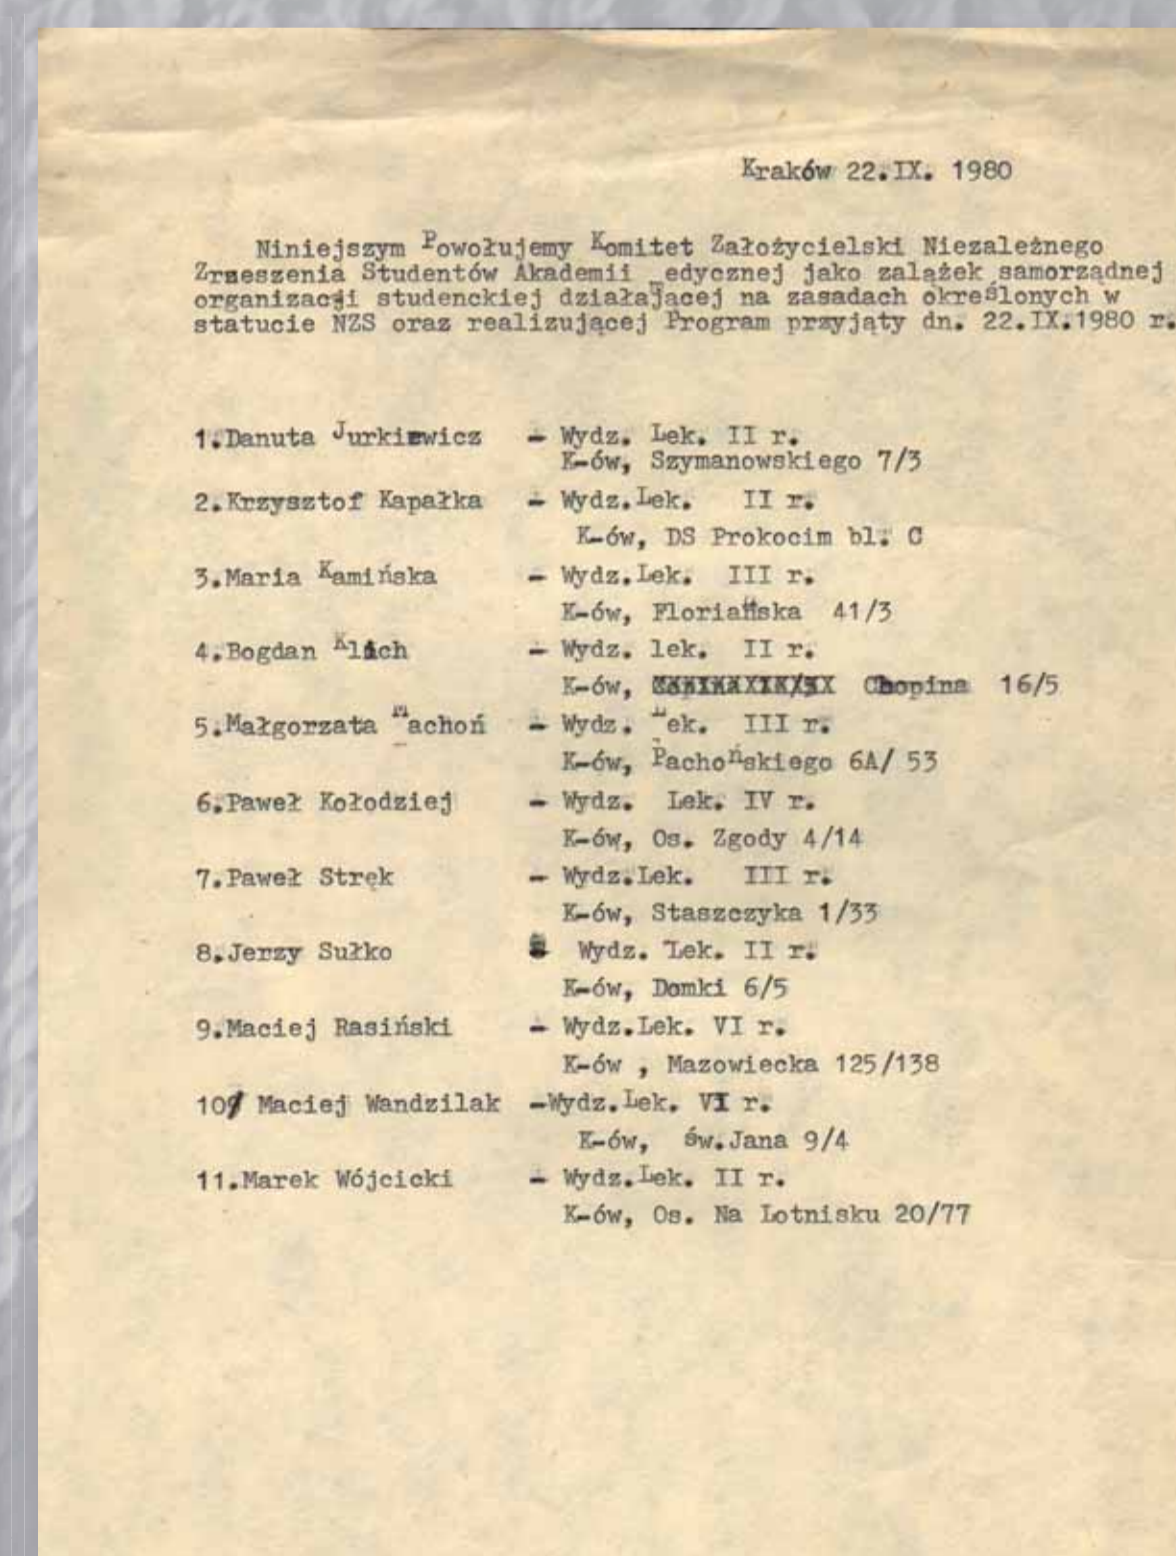 Kraków 22.IX. 1980
Niniejszym Powołujemy Komitet Założycielski Niezależnego
Zrzeszenia Studentów Akademii edycznej jako zalążek samorządnej
organizacji studenckiej działającej na zasadach określonych w
statucie NZS oraz realizującej Program przyjąty dn. 22.IX.1980 r.
1.Danuta Jurkiewicz - Wydz. Lek. II r.
K-ów, Szymanowskiego 7/3
2.Krzysztof Kapałka - Wydz.Lek. II r.
K-ów, DS Prokocim bl. C
3.Maria Kamińska - Wydz.Lek. III r.
K-ów, Floriańska 41/3
4.Bogdan Klich - Wydz. lek. II r.
K-ów, Chopina 16/5
5.Małgorzata Machoń - Wydz. Lek. III r.
K-ów, Pachońskiego 6A/ 53
6.Paweł Kołodziej - Wydz. Lek. IV r.
K-ów, Os. Zgody 4/14
7.Paweł Stręk - Wydz.Lek. III r.
K-ów, Staszczyka 1/33
8.Jerzy Sułko Wydz. Lek. II r.
K-ów, Domki 6/5
9.Maciej Rasiński - Wydz.Lek. VI r.
K-ów , Mazowiecka 125/138
10. Maciej Wandzilak -Wydz.Lek. VI r.
K-ów, św.Jana 9/4
11.Marek Wójcicki - Wydz.Lek. II r.
K-ów, Os. Na Lotnisku 20/77